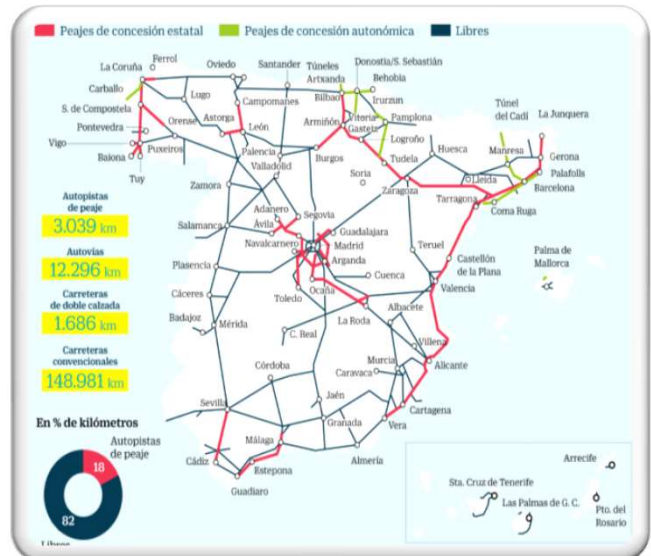 Peajes de concesión estatal
Peajes de concesión autonómica
Libres
La Coruña
Ferrol
Oviedo
Santander
Túneles
Artxanda
Donostia/S. Sebastián
Behobia
Carballo
Lugo
Campomanes
Bilbao
Irurzun
Túnel
del Cadí
La Junquera
S. de Compostela
Orense
Astorga
León
Armiñón
Vitoria
Gasteiz
Pamplona
Pontevedra
Logroño
Vigo
Puxeiros
Palencia
Burgos
Tudela
Huesca
Manresa
Gerona
Baiona
Valladolid
Soria
Palafolls
Tuy
Zamora
Zaragoza
Lleida
Barcelona
Tarragona
Coma Ruga
Autopistas
de peaje
3.039 km
Adanero
Segovia
Ávila
Salamanca
Guadalajara
Navalcarnero
Madrid
Teruel
Palma de
Mallorca
Autovías
12.296 km
Arganda
Castellón
de la Plana
Plasencia
Cuenca
Carreteras
de doble calzada
1.686 km
Cáceres
Toledo
Ocaña
Valencia
Albacete
Badajoz
Mérida
La Roda
C. Real
Villena
Carreteras
convencionales
148.981 km
Córdoba
Murcia
Caravaca
Alicante
Sevilla
Jaén
Cartagena
En % de kilómetros
Granada
Vera
Autopistas
de peaje
18
82
Libres
Málaga
Cádiz
Estepona
Almería
Guadiaro
Arrecife
Sta. Cruz de Tenerife
Las Palmas de G. C.
Pto. del
Rosario